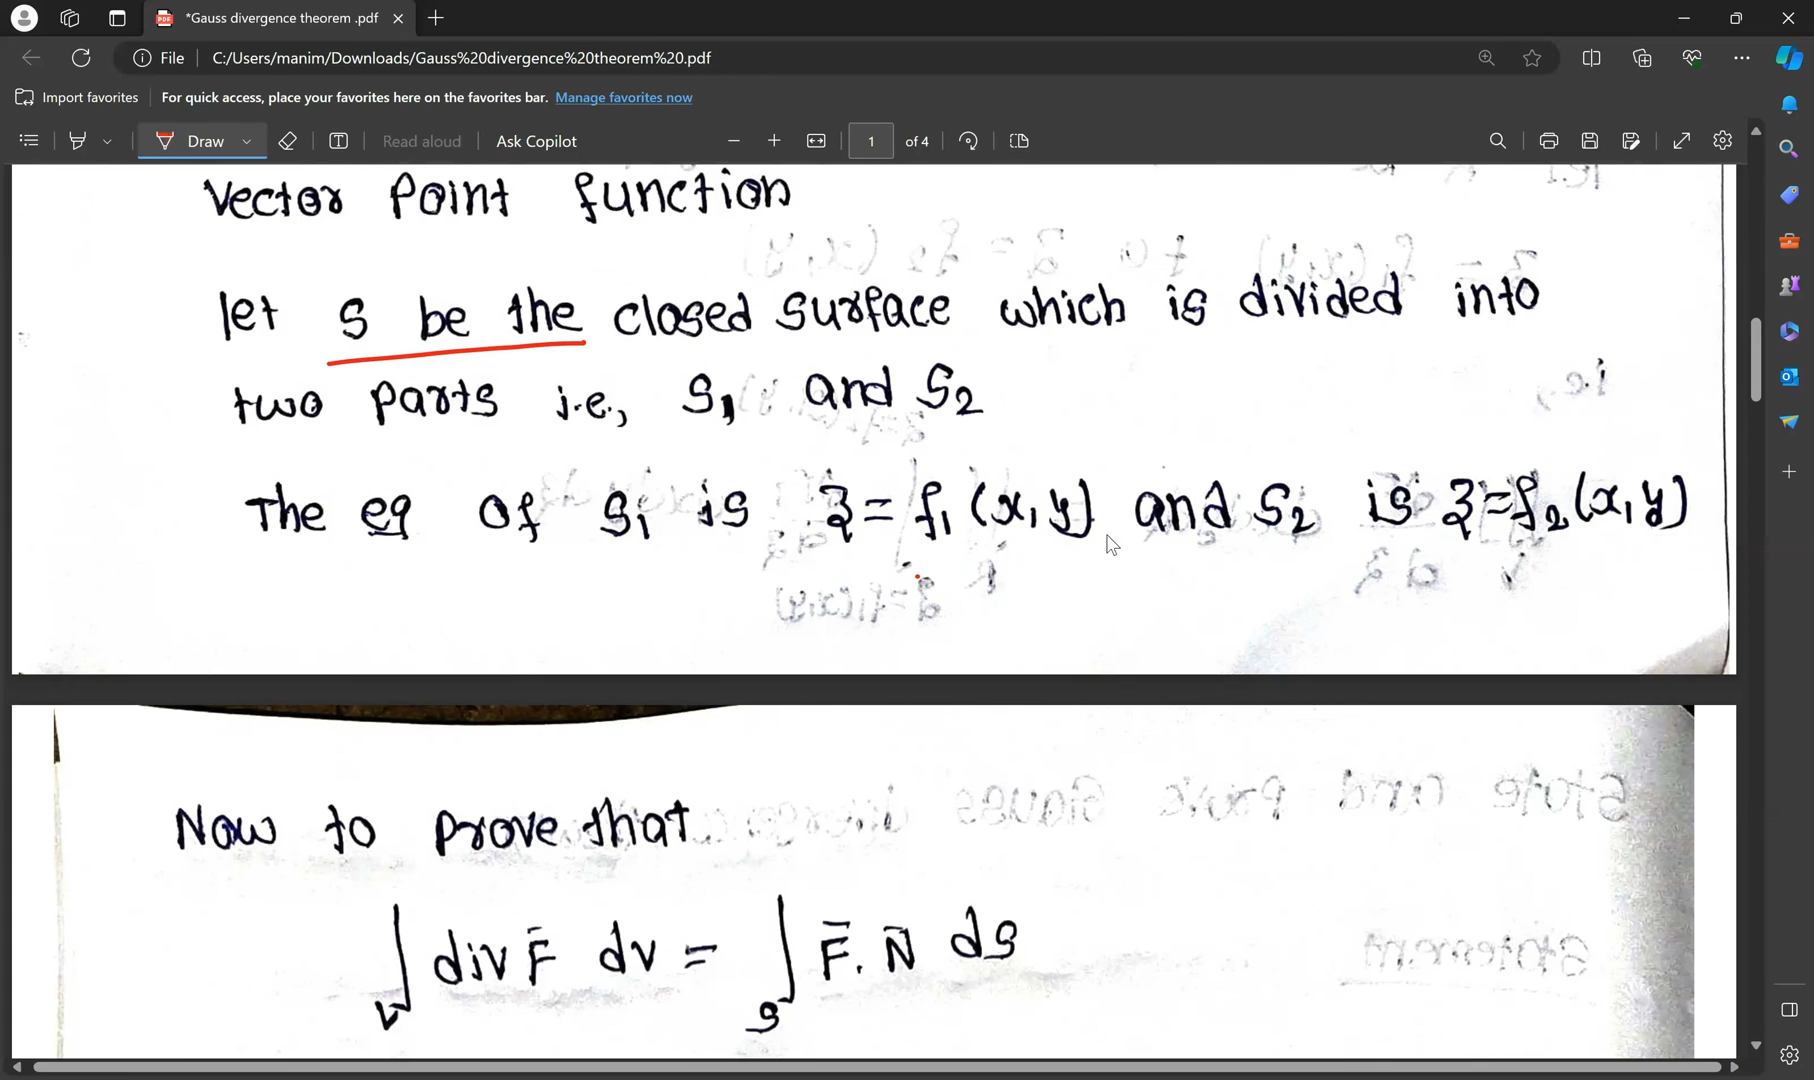 *Gauss divergence theorem .pdf
File C:/Users/manim/Downloads/Gauss%20divergence%20theorem%20.pdf
Import favorites For quick access, place your favorites here on the favorites bar. Manage favorites now
Draw Read aloud Ask Copilot 1 of 4
Vector Point function
let S be the closed surface which is divided into
two parts i.e., S₁ and S₂
The eq of S₁ is z = f₁ (x, y) and S₂ is z = f₂ (x, y)
Now to prove that
∫ᵥ div F̄ dv = ∫ₛ F̄ . N̄ ds